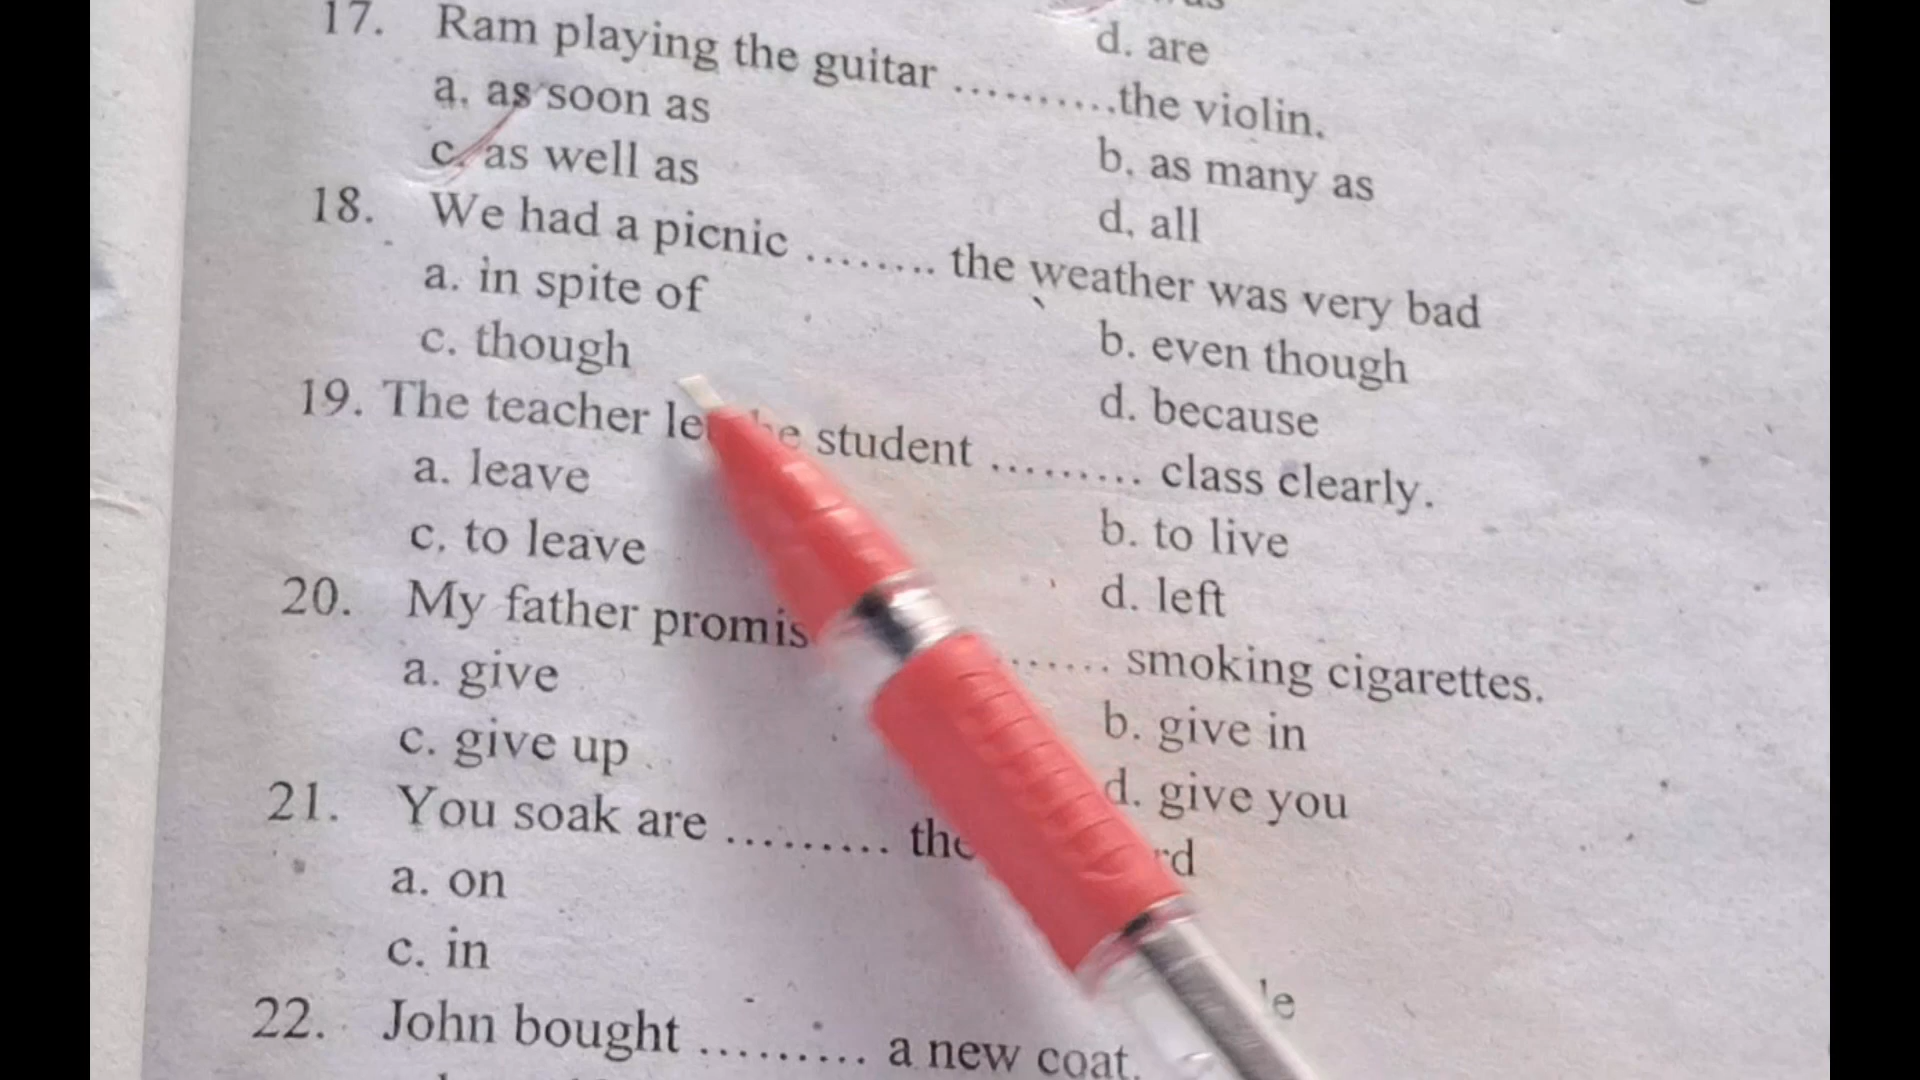 d. are
17. Ram playing the guitar ..........the violin.
a. as soon as
b. as many as
c. as well as
d. all
18. We had a picnic ........ the weather was very bad
a. in spite of
b. even though
c. though
d. because
19. The teacher student ......... class clearly.
a. leave
b. to live
c. to leave
d. left
20. My father ...... smoking cigarettes.
a. give
b. give in
c. give up
d. give you
21. You soak are .........
a. on
c. in
22. John bought ......... a new coat.